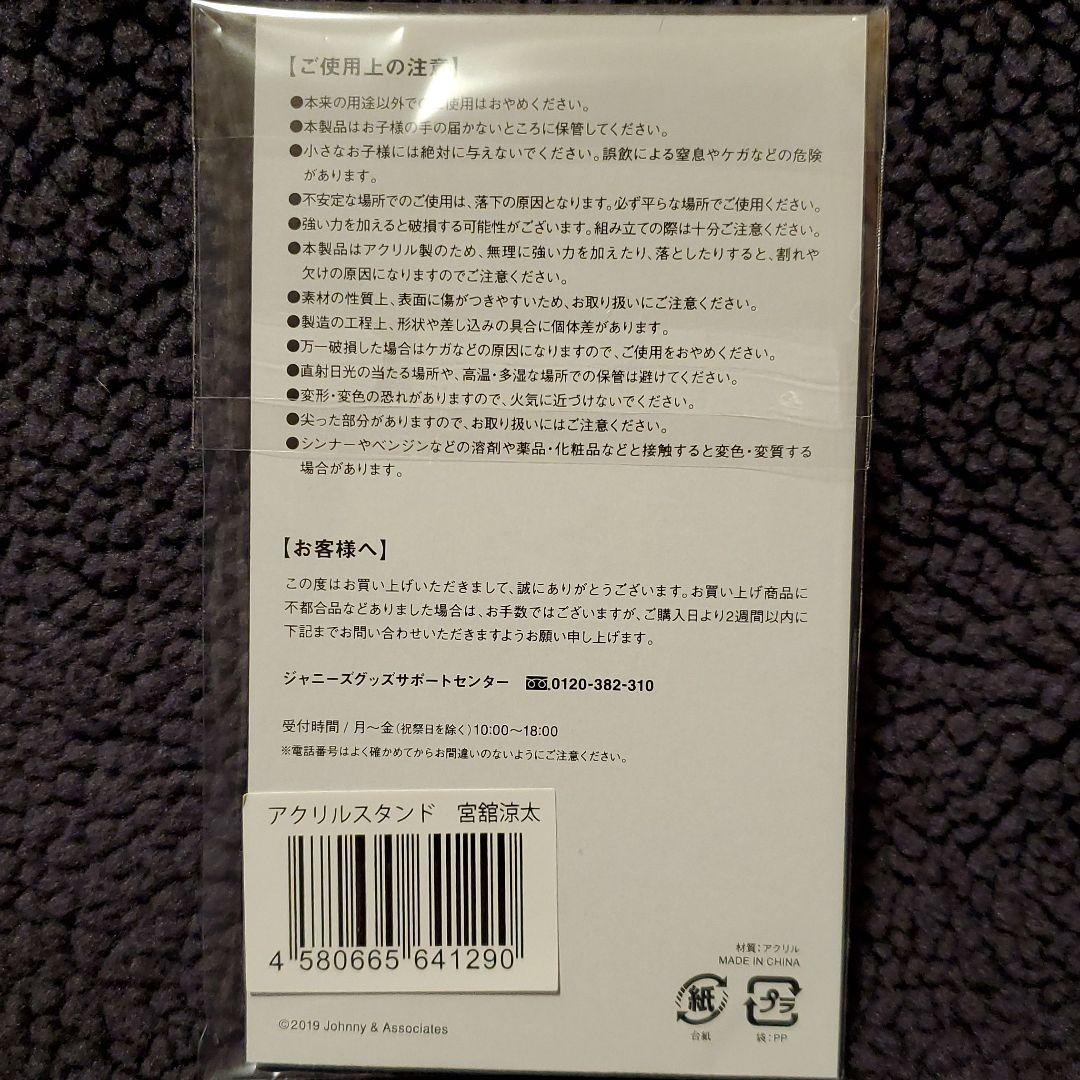 【ご使用上の注意】
●本来の用途以外でのご使用はおやめください。
●本製品はお子様の手の届かないところに保管してください。
●小さなお子様には絶対に与えないでください。誤飲による窒息やケガなどの危険
があります。
●不安定な場所でのご使用は、落下の原因となります。必ず平らな場所でご使用ください。
●強い力を加えると破損する可能性がございます。組み立ての際は十分ご注意ください。
●本製品はアクリル製のため、無理に強い力を加えたり、落としたりすると、割れや
欠けの原因になりますのでご注意ください。
●素材の性質上、表面に傷がつきやすいため、お取り扱いにご注意ください。
●製造の工程上、形状や差し込みの具合に個体差があります。
●万一破損した場合はケガなどの原因になりますので、ご使用をおやめください。
●直射日光の当たる場所や、高温・多湿な場所での保管は避けてください。
●変形・変色の恐れがありますので、火気に近づけないでください。
●尖った部分がありますので、お取り扱いにはご注意ください。
●シンナーやベンジンなどの溶剤や薬品・化粧品などと接触すると変色・変質する
場合があります。
【お客様へ】
この度はお買い上げいただきまして、誠にありがとうございます。お買い上げ商品に
不都合品などありました場合は、お手数ではございますが、ご購入日より2週間以内に
下記までお問い合わせいただきますようお願い申し上げます。
ジャニーズグッズサポートセンター 0120-382-310
受付時間 / 月〜金(祝祭日を除く)10:00〜18:00
※電話番号はよく確かめてからお間違いのないようにご注意ください。
アクリルスタンド 宮舘涼太
4 580665 641290
材質：アクリル
MADE IN CHINA
紙
プラ
台紙
袋：PP
©2019 Johnny & Associates